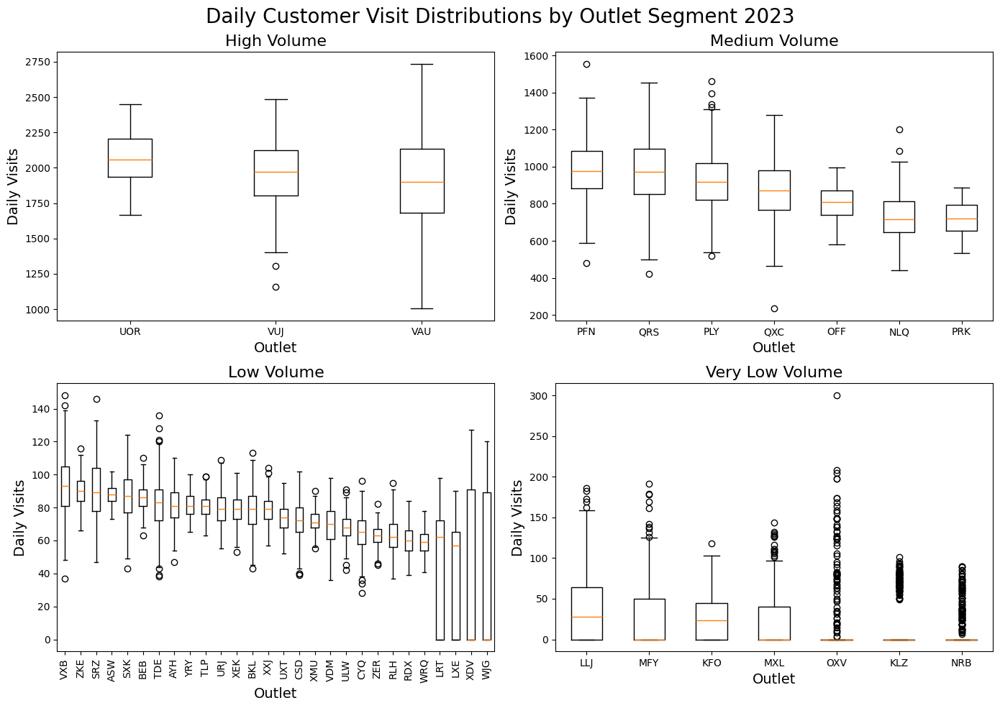 Daily Customer Visit Distributions by Outlet Segment 2023
High Volume
2750
2500
2250
2000
1750
1500
1250
1000
Daily Visits
UOR VUJ VAU
Outlet
Medium Volume
1600
1400
1200
1000
800
600
400
200
Daily Visits
PFN QRS PLY QXC OFF NLQ PRK
Outlet
Low Volume
140
120
100
80
60
40
20
0
Daily Visits
VXB ZKE SRZ ASW SXK BEB TDE AYH YRY TLP URJ XEK BKL XXJ UXT CSD XMU VDM ULW CYQ ZER RLH RDX WRQ LRT LXE XDV WJG
Outlet
Very Low Volume
300
250
200
150
100
50
0
Daily Visits
LLJ MFY KFO MXL OXV KLZ NRB
Outlet